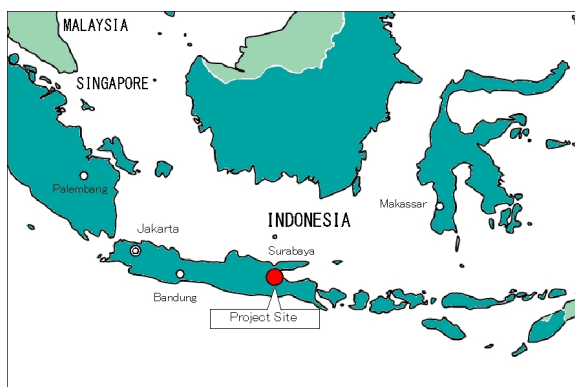 MALAYSIA
SINGAPORE
Palembang
Makassar
INDONESIA
Jakarta
Surabaya
Bandung
Project Site